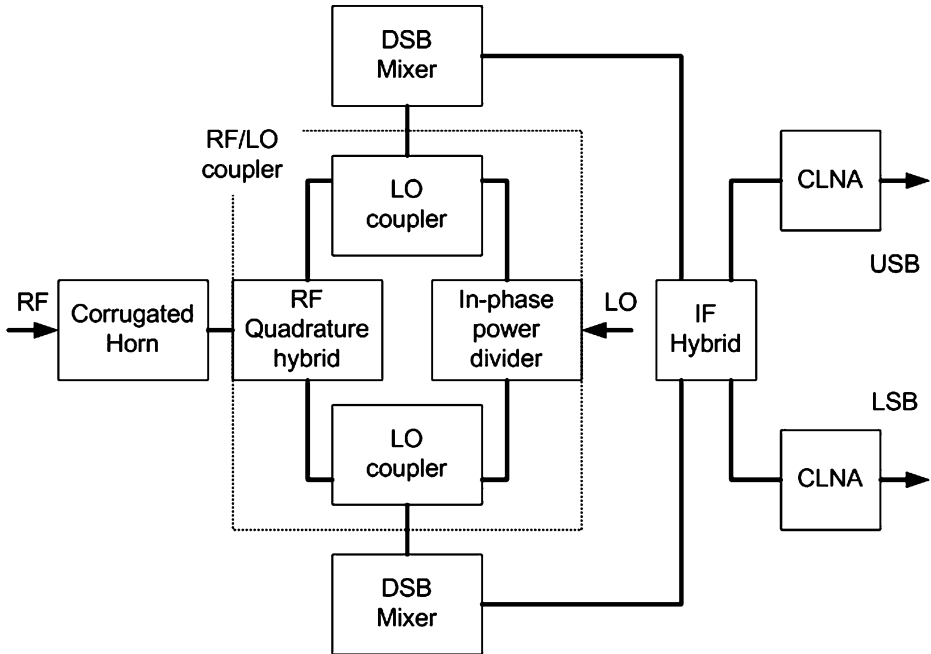 DSB
Mixer
RF/LO
coupler
LO
coupler
CLNA
USB
RF
Corrugated
Horn
RF
Quadrature
hybrid
In-phase
power
divider
LO
IF
Hybrid
LSB
LO
coupler
CLNA
DSB
Mixer